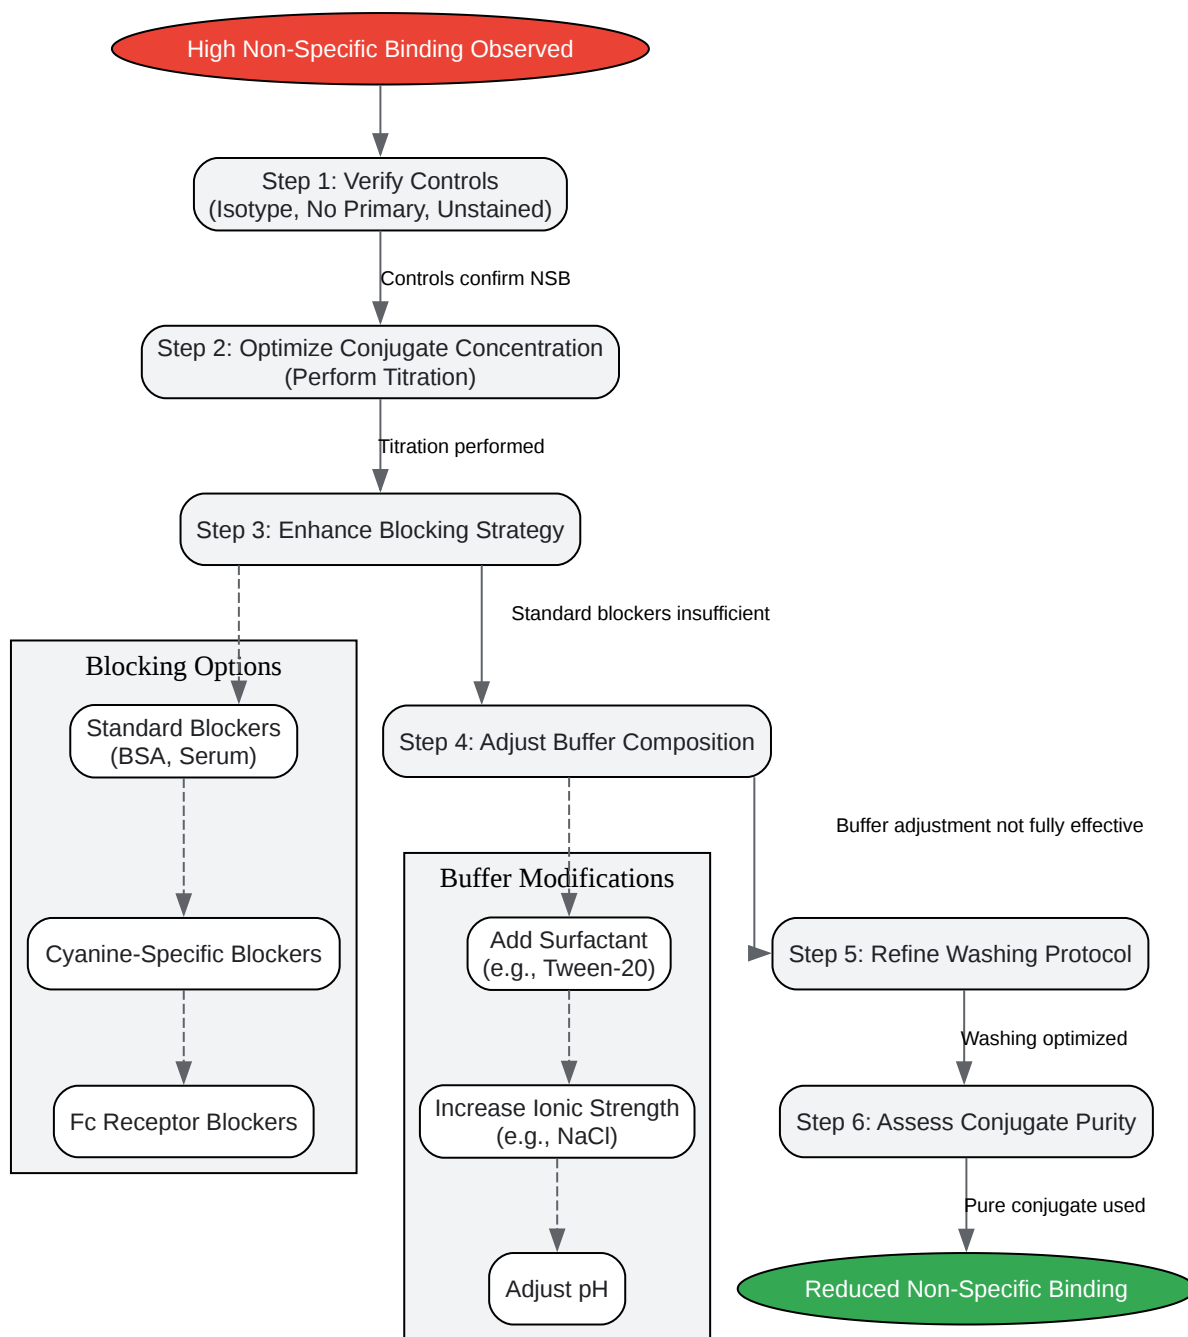 High Non-Specific Binding Observed
Step 1: Verify Controls
(Isotype, No Primary, Unstained)
Controls confirm NSB
Step 2: Optimize Conjugate Concentration
(Perform Titration)
Titration performed
Step 3: Enhance Blocking Strategy
Standard blockers insufficient
Blocking Options
Standard Blockers
(BSA, Serum)
Cyanine-Specific Blockers
Fc Receptor Blockers
Step 4: Adjust Buffer Composition
Buffer adjustment not fully effective
Buffer Modifications
Add Surfactant
(e.g., Tween-20)
Increase Ionic Strength
(e.g., NaCl)
Adjust pH
Step 5: Refine Washing Protocol
Washing optimized
Step 6: Assess Conjugate Purity
Pure conjugate used
Reduced Non-Specific Binding